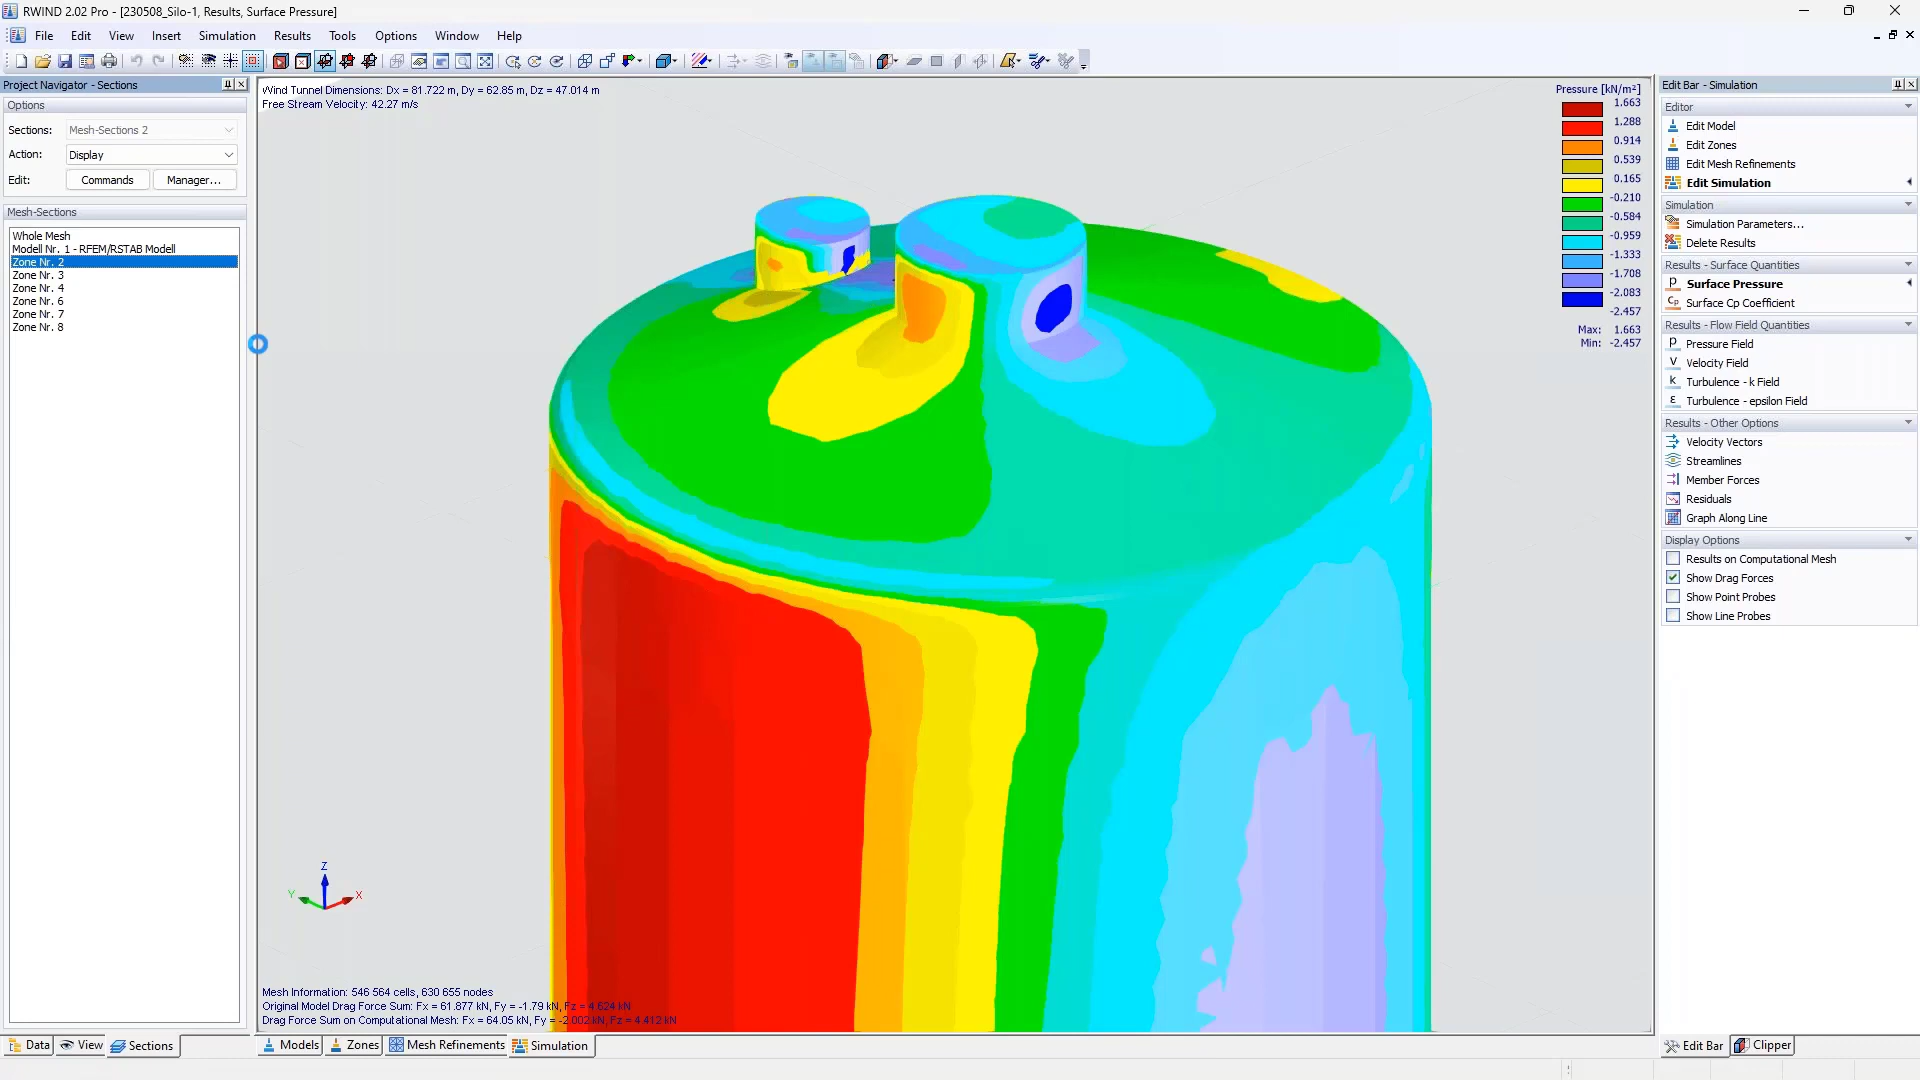 RWIND 2.02 Pro - [230508_Silo-1, Results, Surface Pressure]
File Edit View Insert Simulation Results Tools Options Window Help
Project Navigator - Sections
Options
Sections: Mesh-Sections 2
Action: Display
Edit: Commands Manager...
Mesh-Sections
Whole Mesh
Modell Nr. 1 - RFEM/RSTAB Modell
Zone Nr. 2
Zone Nr. 3
Zone Nr. 4
Zone Nr. 6
Zone Nr. 7
Zone Nr. 8
Data View Sections
Wind Tunnel Dimensions: Dx = 81.722 m, Dy = 62.85 m, Dz = 47.014 m
Free Stream Velocity: 42.27 m/s
Pressure [kN/m²]
1.663
1.288
0.914
0.539
0.165
-0.210
-0.584
-0.959
-1.333
-1.708
-2.083
-2.457
Max: 1.663
Min: -2.457
Z
Y
X
Mesh Information: 546 564 cells, 630 655 nodes
Original Model Drag Force Sum: Fx = 61.877 kN, Fy = -1.79 kN, Fz = 4.624 kN
Drag Force Sum on Computational Mesh: Fx = 64.05 kN, Fy = -2.002 kN, Fz = 4.412 kN
Models Zones Mesh Refinements Simulation
Edit Bar - Simulation
Editor
Edit Model
Edit Zones
Edit Mesh Refinements
Edit Simulation
Simulation
Simulation Parameters...
Delete Results
Results - Surface Quantities
p Surface Pressure
Cp Surface Cp Coefficient
Results - Flow Field Quantities
p Pressure Field
v Velocity Field
k Turbulence - k Field
ε Turbulence - epsilon Field
Results - Other Options
Velocity Vectors
Streamlines
Member Forces
Residuals
Graph Along Line
Display Options
Results on Computational Mesh
Show Drag Forces
Show Point Probes
Show Line Probes
Edit Bar Clipper